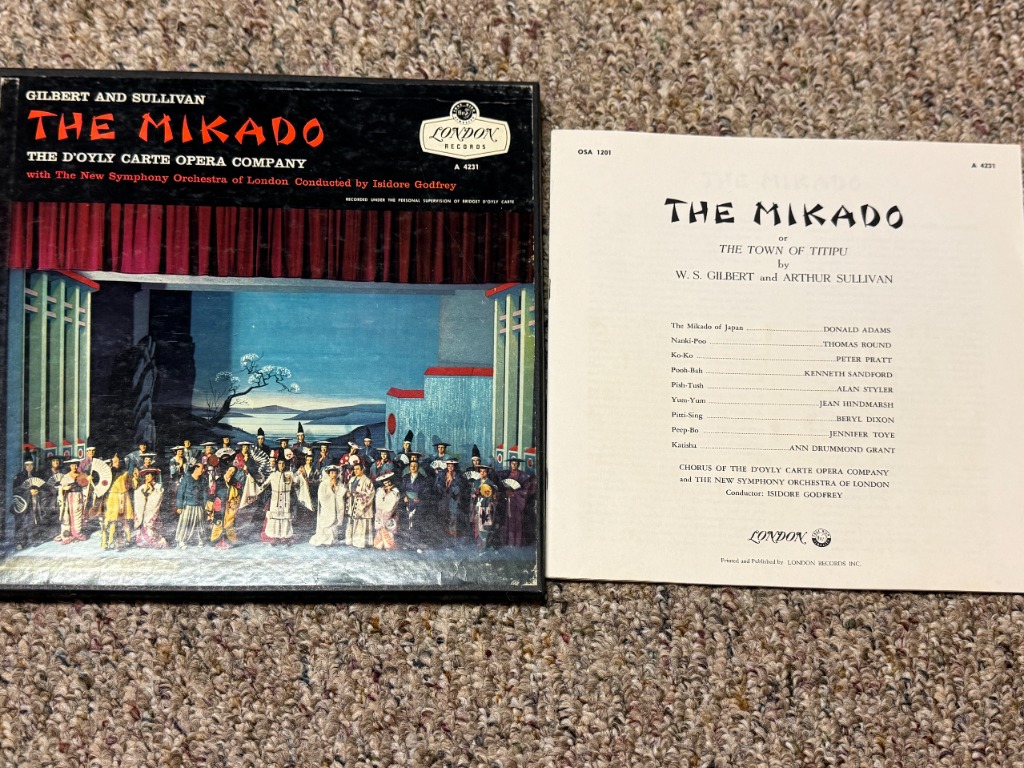 GILBERT AND SULLIVAN
THE MIKADO
THE D'OYLY CARTE OPERA COMPANY
with The New Symphony Orchestra of London Conducted by Isidore Godfrey
RECORDED UNDER THE PERSONAL SUPERVISION OF BRIDGET D'OYLY CARTE
LONDON
RECORDS
A 4231
OSA 1201
A 4231
THE MIKADO
or
THE TOWN OF TITIPU
by
W. S. GILBERT and ARTHUR SULLIVAN
The Mikado of Japan ........ DONALD ADAMS
Nanki-Poo ........ THOMAS ROUND
Ko-Ko ........ PETER PRATT
Pooh-Bah ........ KENNETH SANDFORD
Pish-Tush ........ ALAN STYLER
Yum-Yum ........ JEAN HINDMARSH
Pitti-Sing ........ BERYL DIXON
Peep-Bo ........ JENNIFER TOYE
Katisha ........ ANN DRUMMOND GRANT
CHORUS OF THE D'OYLY CARTE OPERA COMPANY
and THE NEW SYMPHONY ORCHESTRA OF LONDON
Conductor: ISIDORE GODFREY
LONDON
Printed and Published by LONDON RECORDS INC.